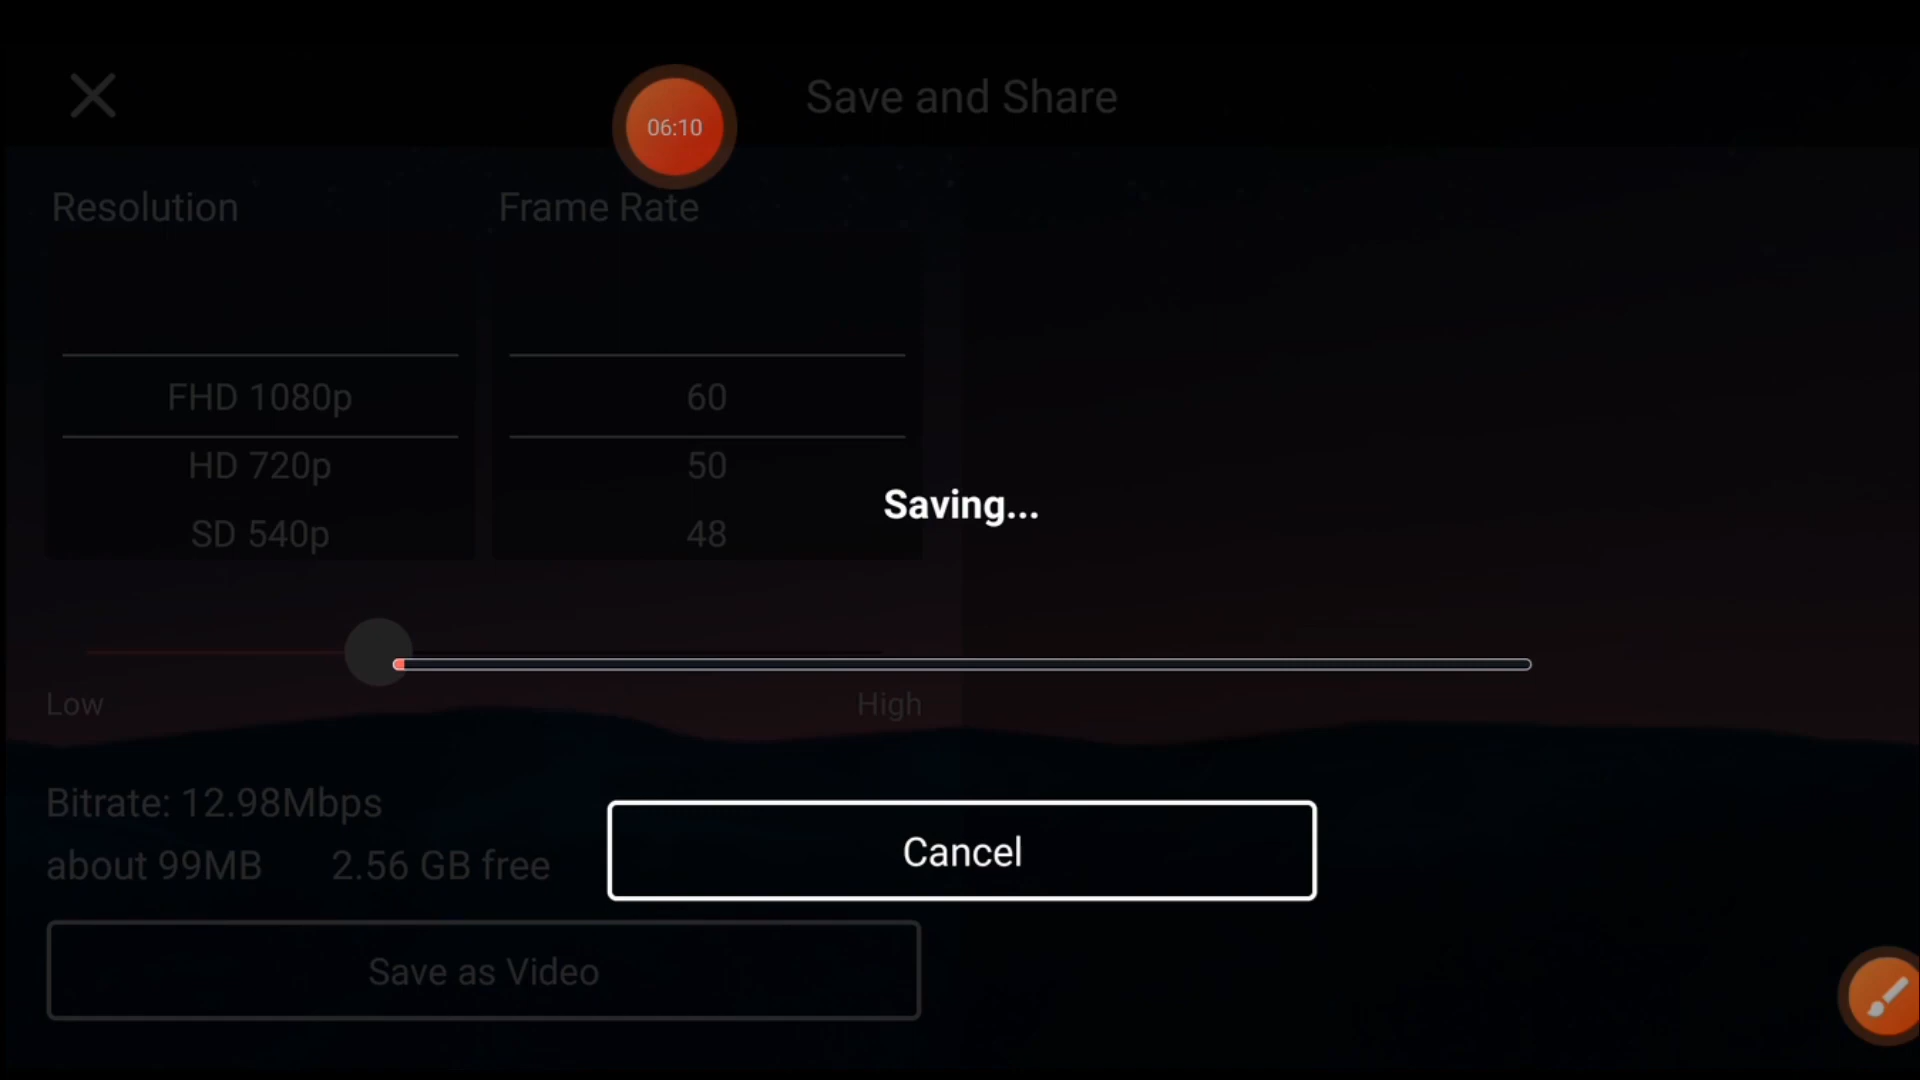 Save and Share
06:10
Resolution
Frame Rate
FHD 1080p
60
HD 720p
50
SD 540p
48
Saving...
Low
High
Bitrate: 12.98Mbps
about 99MB
2.56 GB free
Cancel
Save as Video